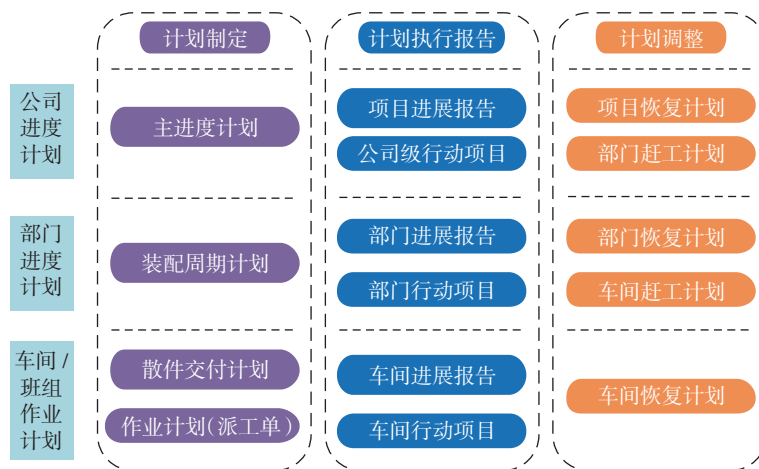 计划制定
计划执行报告
计划调整
公司
进度
计划
主进度计划
项目进展报告
公司级行动项目
项目恢复计划
部门赶工计划
部门
进度
计划
装配周期计划
部门进展报告
部门行动项目
部门恢复计划
车间赶工计划
车间/
班组
作业
计划
散件交付计划
作业计划(派工单)
车间进展报告
车间行动项目
车间恢复计划